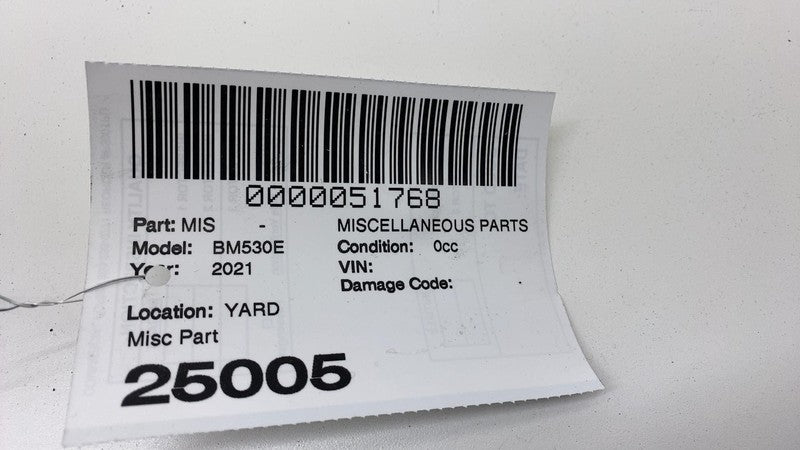 0000051768
Part: MIS - MISCELLANEOUS PARTS
Model: BM530E Condition: 0cc
Year: 2021 VIN:
Damage Code:
Location: YARD
Misc Part
25005